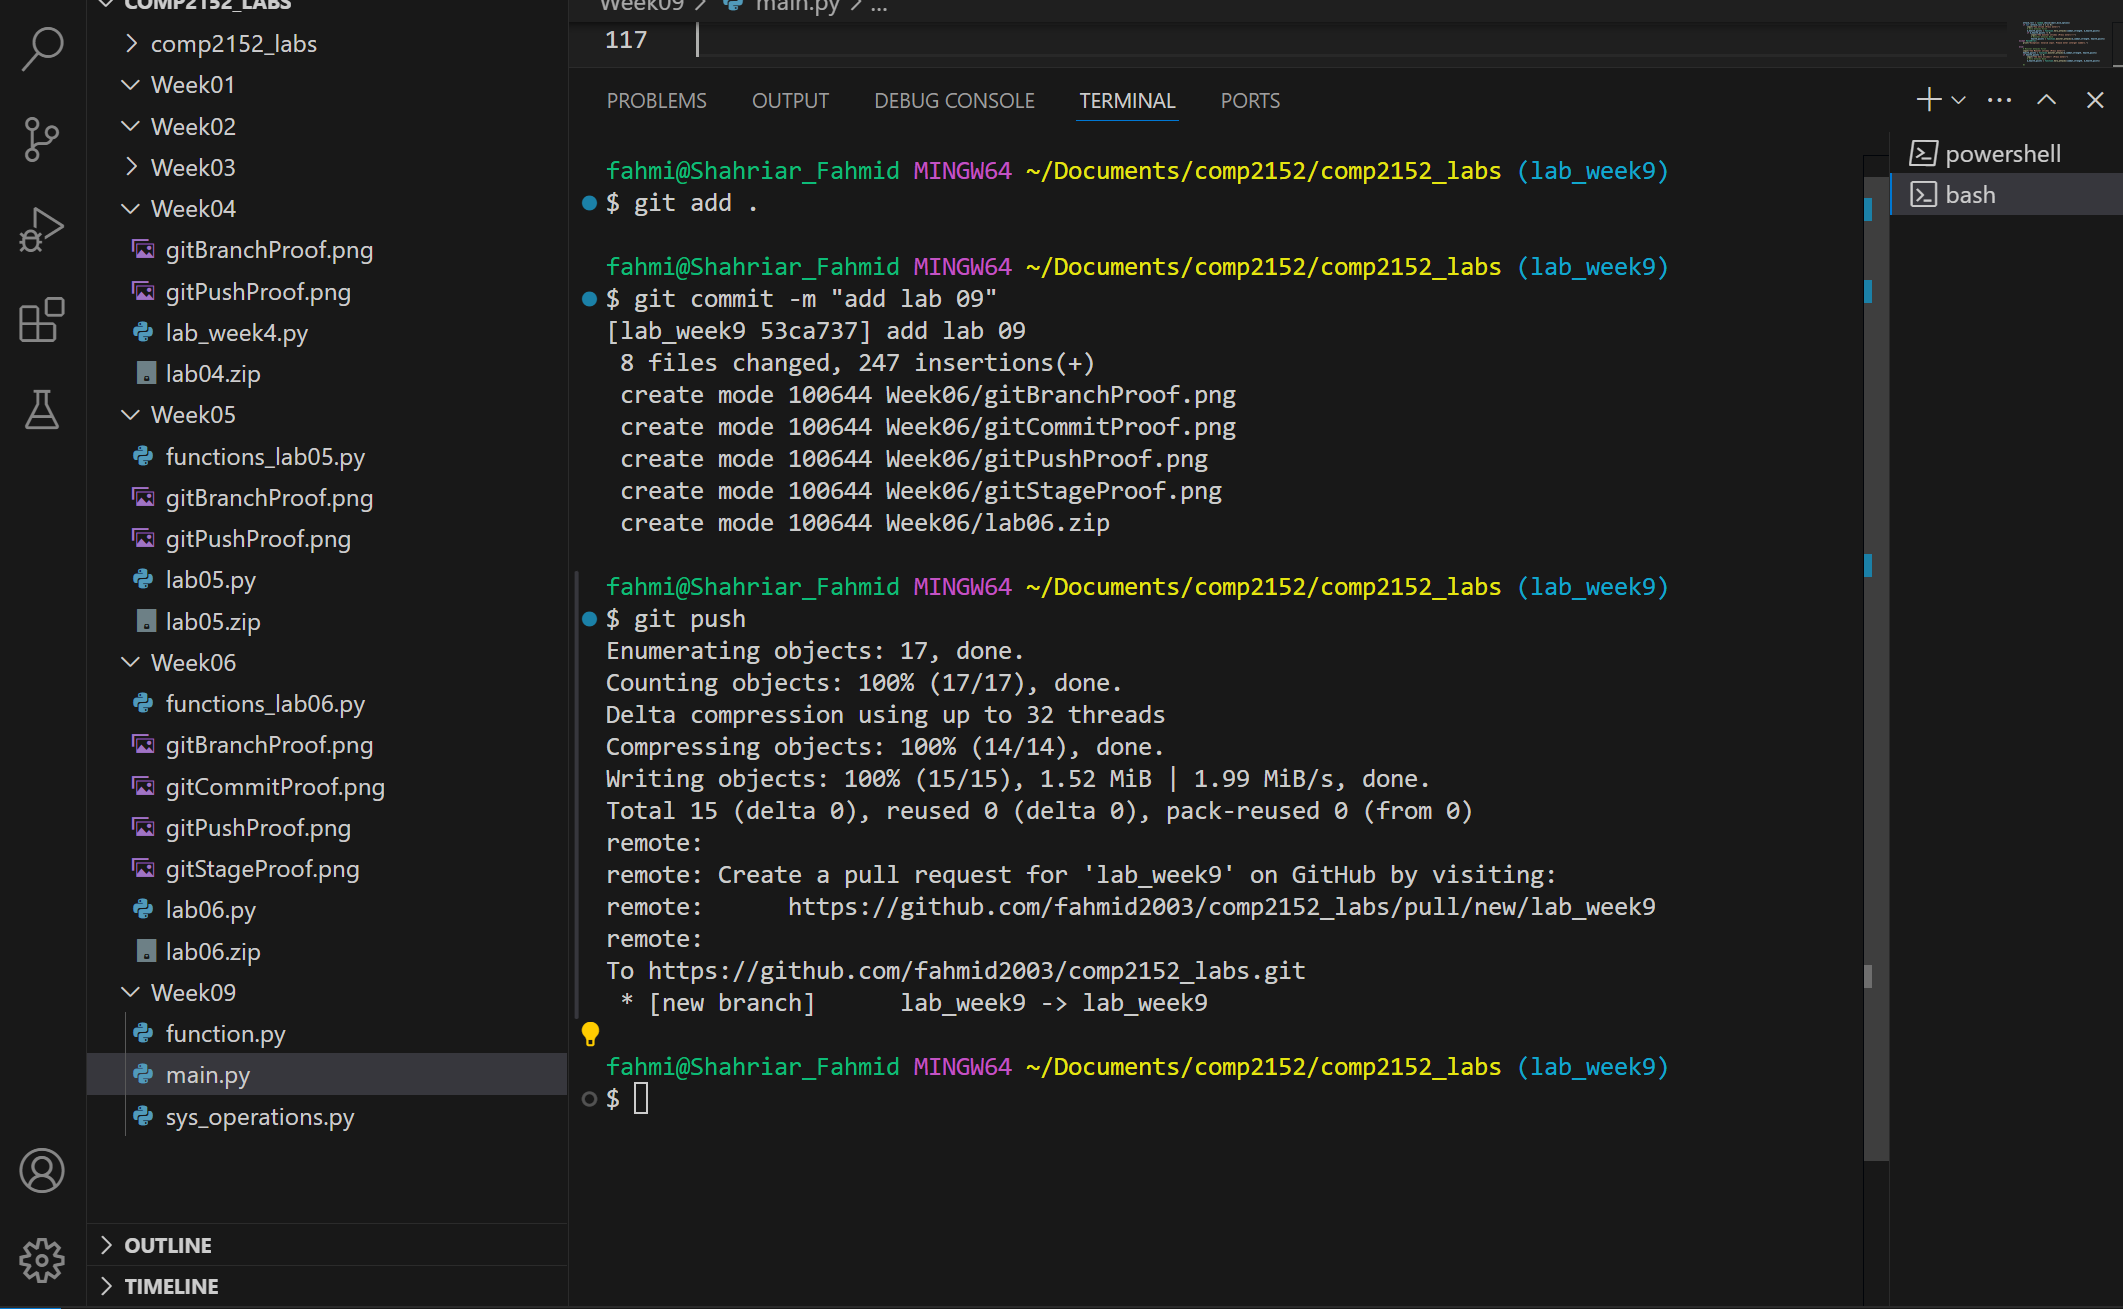 COMP2152_LABS
comp2152_labs
Week01
Week02
Week03
Week04
gitBranchProof.png
gitPushProof.png
lab_week4.py
lab04.zip
Week05
functions_lab05.py
gitBranchProof.png
gitPushProof.png
lab05.py
lab05.zip
Week06
functions_lab06.py
gitBranchProof.png
gitCommitProof.png
gitPushProof.png
gitStageProof.png
lab06.py
lab06.zip
Week09
function.py
main.py
sys_operations.py
OUTLINE
TIMELINE
Week09 > main.py > ...
117
PROBLEMS OUTPUT DEBUG CONSOLE TERMINAL PORTS
fahmi@Shahriar_Fahmid MINGW64 ~/Documents/comp2152/comp2152_labs (lab_week9)
$ git add .
fahmi@Shahriar_Fahmid MINGW64 ~/Documents/comp2152/comp2152_labs (lab_week9)
$ git commit -m "add lab 09"
[lab_week9 53ca737] add lab 09
8 files changed, 247 insertions(+)
create mode 100644 Week06/gitBranchProof.png
create mode 100644 Week06/gitCommitProof.png
create mode 100644 Week06/gitPushProof.png
create mode 100644 Week06/gitStageProof.png
create mode 100644 Week06/lab06.zip
fahmi@Shahriar_Fahmid MINGW64 ~/Documents/comp2152/comp2152_labs (lab_week9)
$ git push
Enumerating objects: 17, done.
Counting objects: 100% (17/17), done.
Delta compression using up to 32 threads
Compressing objects: 100% (14/14), done.
Writing objects: 100% (15/15), 1.52 MiB | 1.99 MiB/s, done.
Total 15 (delta 0), reused 0 (delta 0), pack-reused 0 (from 0)
remote:
remote: Create a pull request for 'lab_week9' on GitHub by visiting:
remote:      https://github.com/fahmid2003/comp2152_labs/pull/new/lab_week9
remote:
To https://github.com/fahmid2003/comp2152_labs.git
* [new branch]      lab_week9 -> lab_week9
fahmi@Shahriar_Fahmid MINGW64 ~/Documents/comp2152/comp2152_labs (lab_week9)
$
powershell
bash